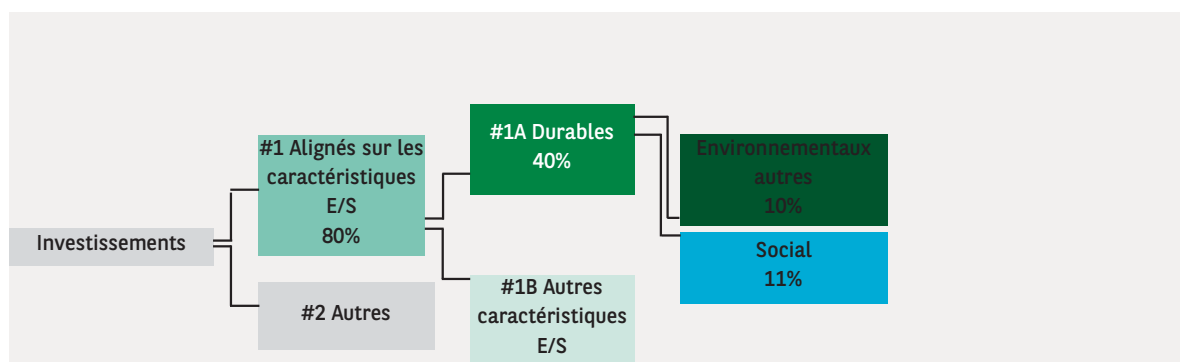 Investissements
#1 Alignés sur les
caractéristiques
E/S
80%
#2 Autres
#1A Durables
40%
#1B Autres
caractéristiques
E/S
Environnementaux
autres
10%
Social
11%